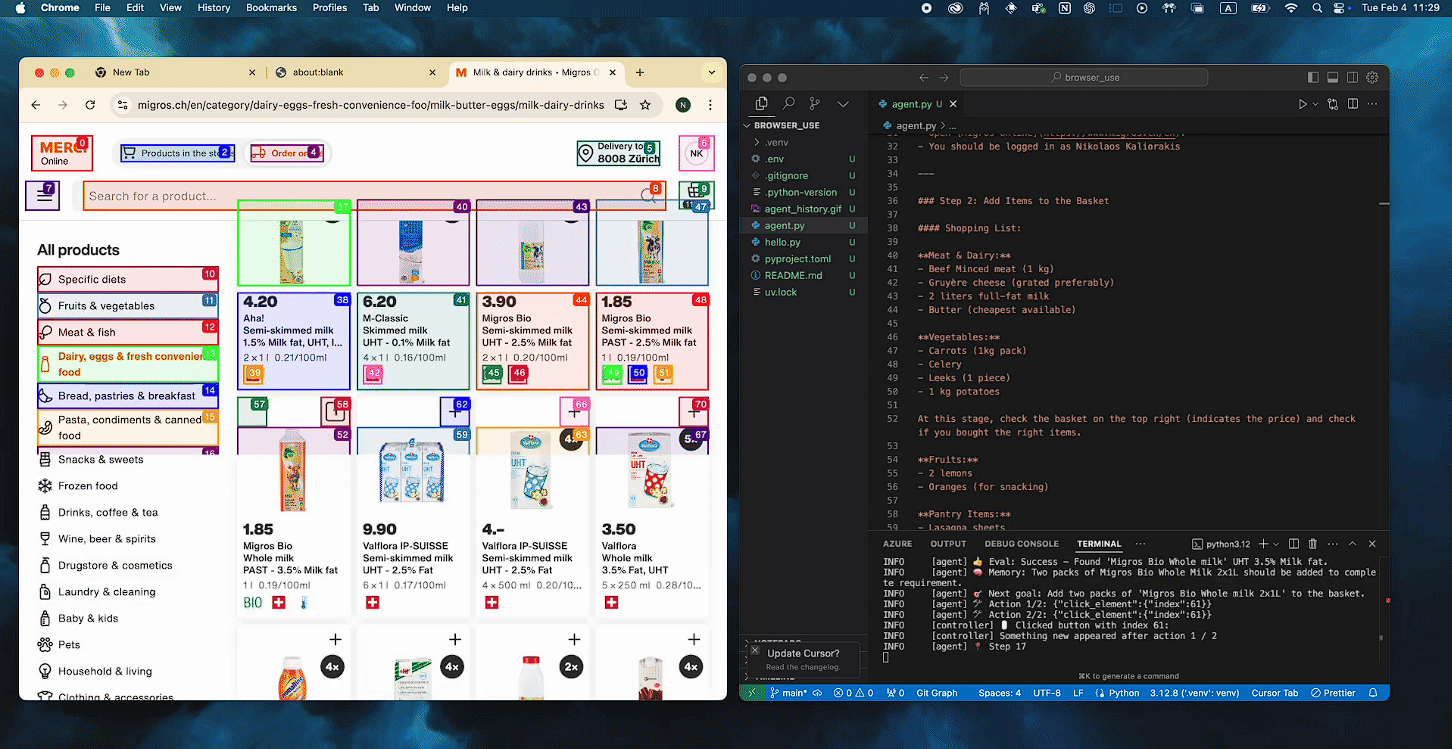 Chrome File Edit View History Bookmarks Profiles Tab Window Help
A
Tue Feb 4 11:29
New Tab
about:blank
Milk & dairy drinks • Migros O
migros.ch/en/category/dairy-eggs-fresh-convenience-foo/milk-butter-eggs/milk-dairy-drinks
N
Online
0
Products in the st
2
Order on
4
Delivery to
8008 Zürich
5
NK
6
7
Search for a product...
8
9
37 40 43 47
All products
Specific diets
10
Fruits & vegetables
11
Meat & fish
12
Dairy, eggs & fresh convenien
food
Bread, pastries & breakfast
14
Pasta, condiments & canned
food
15
16
Snacks & sweets
Frozen food
Drinks, coffee & tea
Wine, beer & spirits
Drugstore & cosmetics
Laundry & cleaning
Baby & kids
Pets
Household & living
Clothing & accessories
4.20
38
Aha!
Semi-skimmed milk
1.5% Milk fat, UHT, l...
2 x 1 l 0.21/100ml
39
6.20
41
M-Classic
Skimmed milk
UHT - 0.1% Milk fat
4 x 1 l 0.16/100ml
42
3.90
44
Migros Bio
Semi-skimmed milk
UHT - 2.5% Milk fat
2 x 1 l 0.20/100ml
45 46
1.85
48
Migros Bio
Semi-skimmed milk
PAST - 2.5% Milk fat
1 l 0.19/100ml
50 51
57 58 62 66 70
52 59 63 67
4x
5x
1.85
Migros Bio
Whole milk
PAST - 3.5% Milk fat
1 l 0.19/100ml
BIO
9.90
Valflora IP-SUISSE
Semi-skimmed milk
UHT - 2.5% Fat
6 x 1 l 0.17/100ml
4.–
Valflora IP-SUISSE
Semi-skimmed milk
UHT - 2.5% Fat
4 x 500 ml 0.20/10...
3.50
Valflora
Whole milk
3.5% Fat, UHT
5 x 250 ml 0.28/100...
4x 4x 2x 4x
browser_use
BROWSER_USE
.venv
.env U
.gitignore U
.python-version U
agent_history.gif U
agent.py U
hello.py U
pyproject.toml U
README.md U
uv.lock U
agent.py U
agent.py > ...
32 - You should be logged in as Nikolaos Kaliorakis
33
34 ---
35
36 ### Step 2: Add Items to the Basket
37
38 #### Shopping List:
39
40 **Meat & Dairy:**
41 - Beef Minced meat (1 kg)
42 - Gruyère cheese (grated preferably)
43 - 2 liters full-fat milk
44 - Butter (cheapest available)
45
46 **Vegetables:**
47 - Carrots (1kg pack)
48 - Celery
49 - Leeks (1 piece)
50 - 1 kg potatoes
51
52 At this stage, check the basket on the top right (indicates the price) and check
if you bought the right items.
53
54 **Fruits:**
55 - 2 lemons
56 - Oranges (for snacking)
57
58 **Pantry Items:**
59 - Lasagna sheets
AZURE OUTPUT DEBUG CONSOLE TERMINAL ... python3.12
INFO [agent] 👍 Eval: Success - Found 'Migros Bio Whole milk' UHT 3.5% Milk fat.
INFO [agent] 🧠 Memory: Two packs of Migros Bio Whole Milk 2x1L should be added to comple
te requirement.
INFO [agent] 🎯 Next goal: Add two packs of 'Migros Bio Whole milk 2x1L' to the basket.
INFO [agent] 🛠 Action 1/2: {"click_element":{"index":61}}
INFO [agent] 🛠 Action 2/2: {"click_element":{"index":61}}
INFO [controller] 🖱 Clicked button with index 61:
INFO [controller] Something new appeared after action 1 / 2
INFO [agent] 📍 Step 17
Update Cursor?
Read the changelog.
⌘K to generate a command
main* 0 0 0 Git Graph Spaces: 4 UTF-8 LF Python 3.12.8 ('.venv': venv) Cursor Tab Prettier